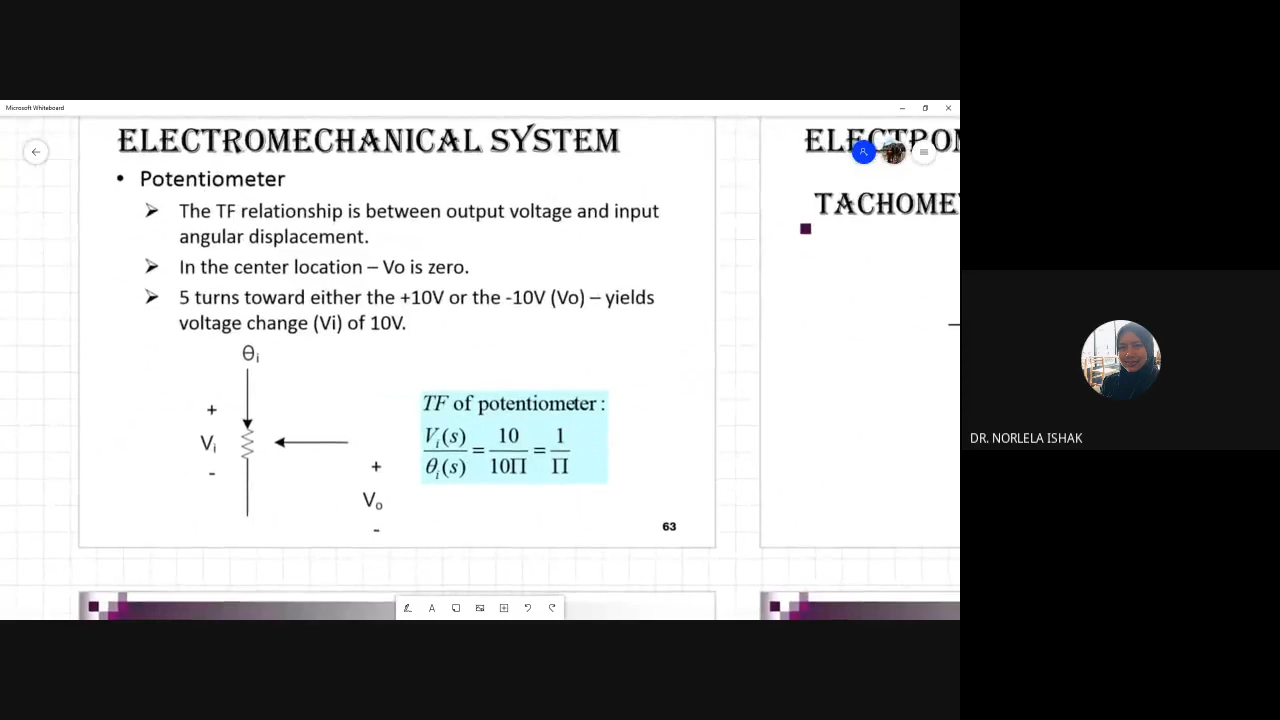 Microsoft Whiteboard
ELECTROMECHANICAL SYSTEM
• Potentiometer
➢ The TF relationship is between output voltage and input
angular displacement.
➢ In the center location – Vo is zero.
➢ 5 turns toward either the +10V or the -10V (Vo) – yields
voltage change (Vi) of 10V.
θi
+
Vi
-
+
Vo
-
TF of potentiometer :
Vi(s)/θi(s) = 10/10Π = 1/Π
63
ELECTROM
TACHOME
DR. NORLELA ISHAK